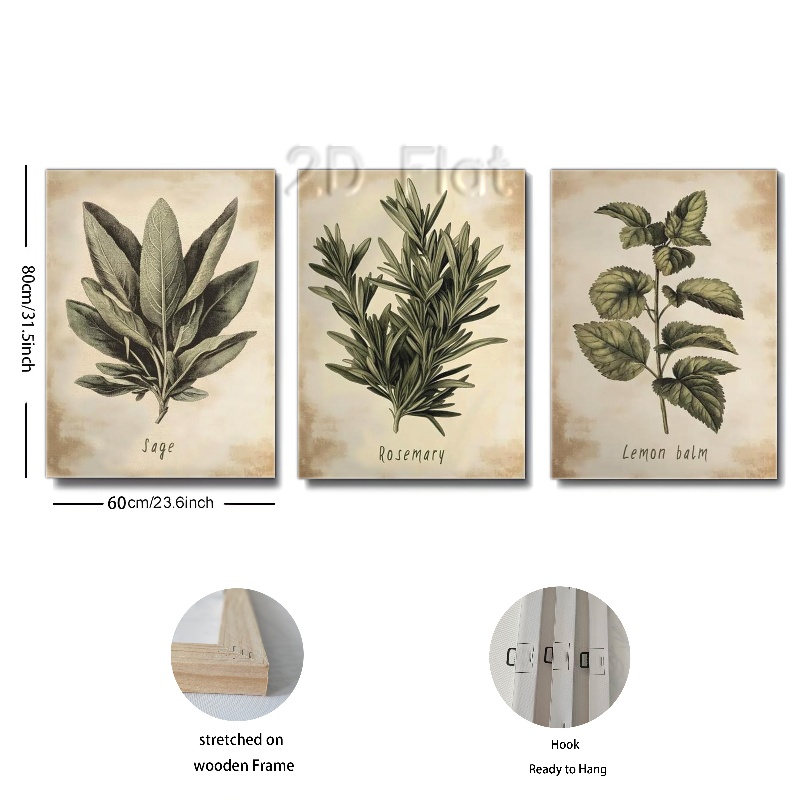 2D Flat
80cm/31.5inch
Sage
Rosemary
Lemon balm
60cm/23.6inch
stretched on
wooden Frame
Hook
Ready to Hang